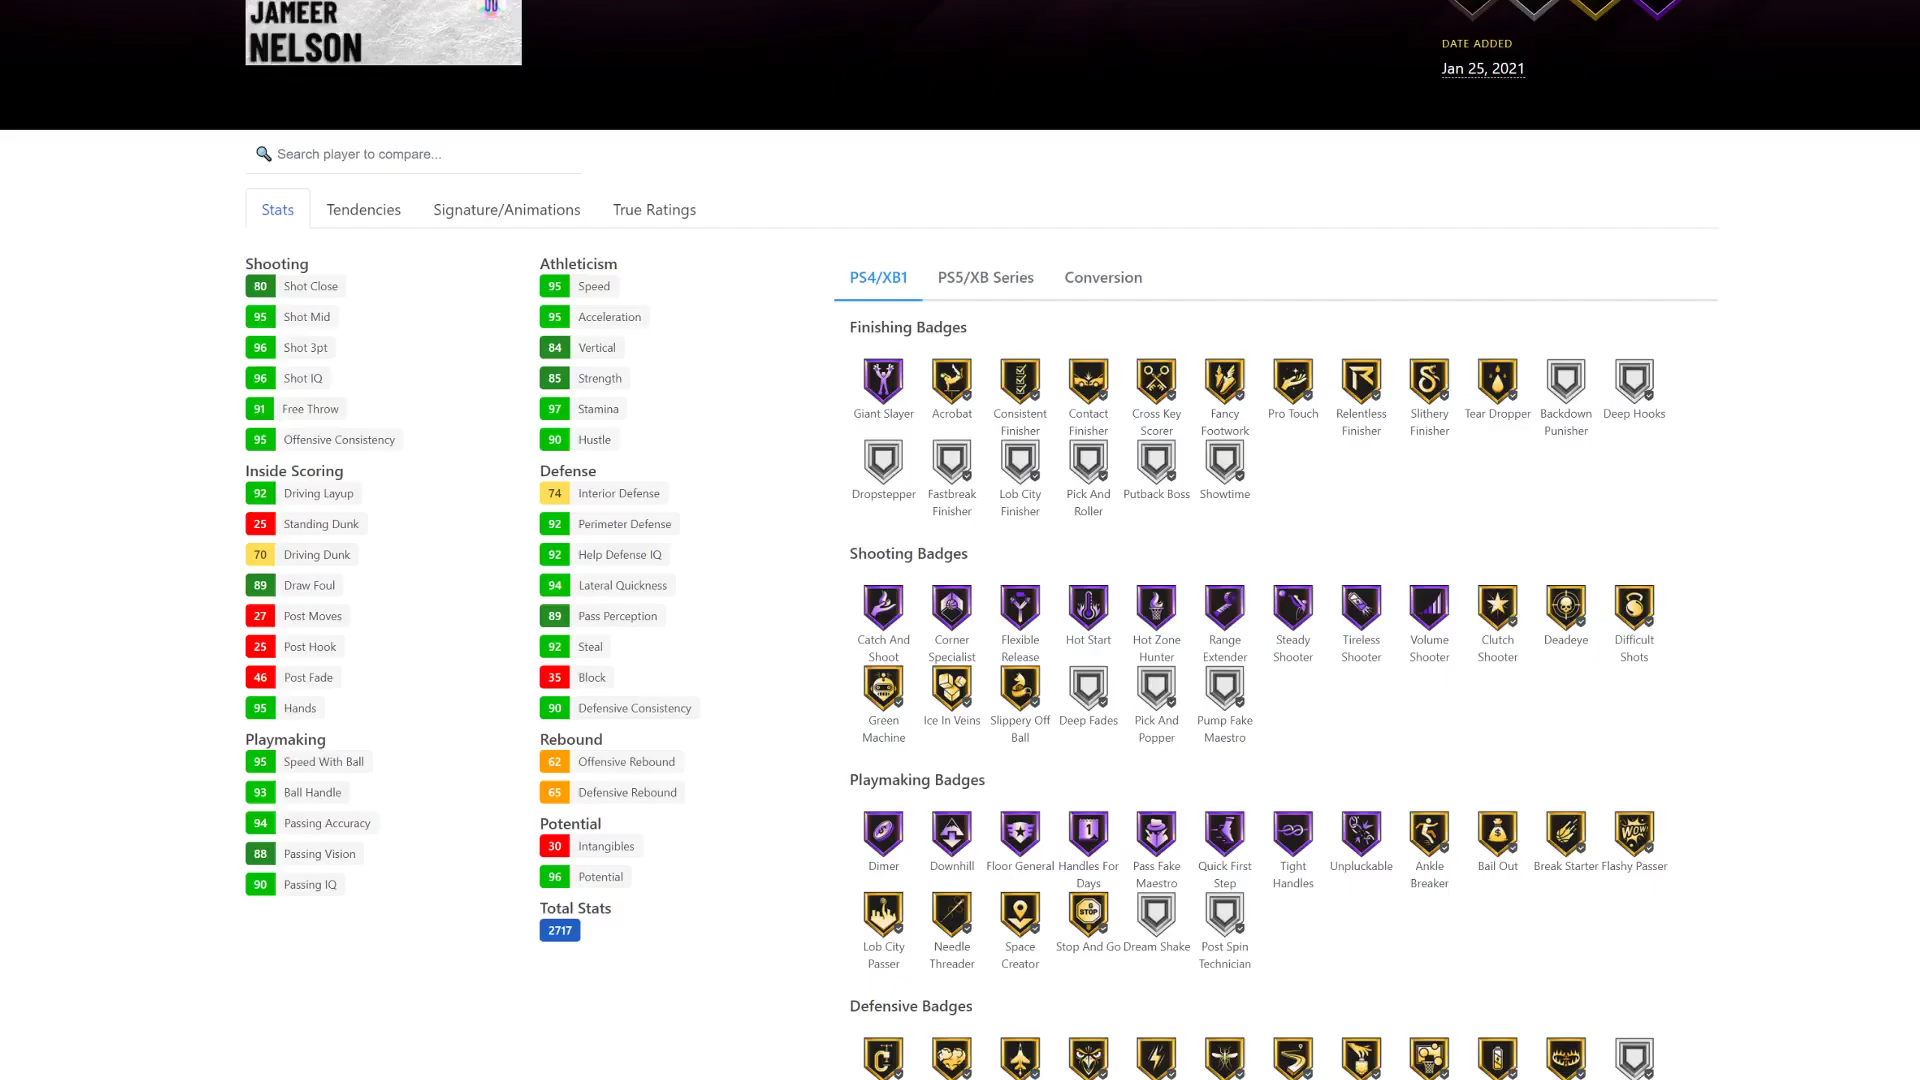 JAMEER
NELSON
DATE ADDED
Jan 25, 2021
Search player to compare...
Stats Tendencies Signature/Animations True Ratings
Shooting
80 Shot Close
95 Shot Mid
96 Shot 3pt
96 Shot IQ
91 Free Throw
95 Offensive Consistency
Inside Scoring
92 Driving Layup
25 Standing Dunk
70 Driving Dunk
89 Draw Foul
27 Post Moves
25 Post Hook
46 Post Fade
95 Hands
Playmaking
95 Speed With Ball
93 Ball Handle
94 Passing Accuracy
88 Passing Vision
90 Passing IQ
Athleticism
95 Speed
95 Acceleration
84 Vertical
85 Strength
97 Stamina
90 Hustle
Defense
74 Interior Defense
92 Perimeter Defense
92 Help Defense IQ
94 Lateral Quickness
89 Pass Perception
92 Steal
35 Block
90 Defensive Consistency
Rebound
62 Offensive Rebound
65 Defensive Rebound
Potential
30 Intangibles
96 Potential
Total Stats
2717
PS4/XB1 PS5/XB Series Conversion
Finishing Badges
Giant Slayer
Acrobat
Consistent
Finisher
Contact
Finisher
Cross Key
Scorer
Fancy
Footwork
Pro Touch
Relentless
Finisher
Slithery
Finisher
Tear Dropper
Backdown
Punisher
Deep Hooks
Dropstepper
Fastbreak
Finisher
Lob City
Finisher
Pick And
Roller
Putback Boss
Showtime
Shooting Badges
Catch And
Shoot
Corner
Specialist
Flexible
Release
Hot Start
Hot Zone
Hunter
Range
Extender
Steady
Shooter
Tireless
Shooter
Volume
Shooter
Clutch
Shooter
Deadeye
Difficult
Shots
Green
Machine
Ice In Veins
Slippery Off
Ball
Deep Fades
Pick And
Popper
Pump Fake
Maestro
Playmaking Badges
Dimer
Downhill
Floor General
Handles For
Days
Pass Fake
Maestro
Quick First
Step
Tight
Handles
Unpluckable
Ankle
Breaker
Bail Out
Break Starter
WOW!
Flashy Passer
Lob City
Passer
Needle
Threader
Space
Creator
STOP
Stop And Go
Dream Shake
Post Spin
Technician
Defensive Badges